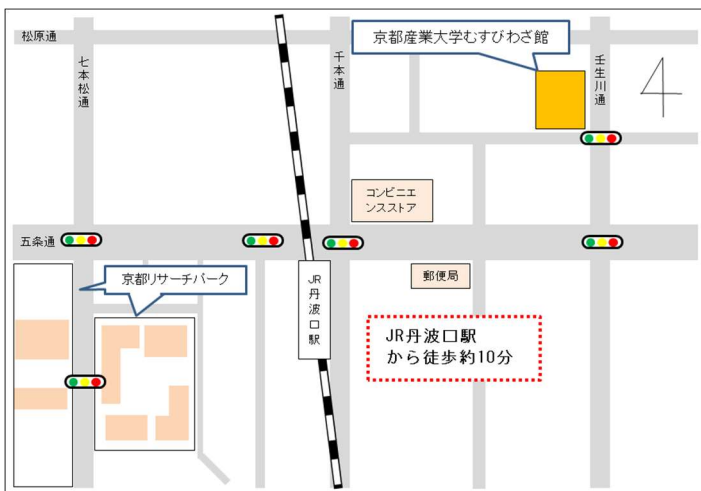 松原通
京都産業大学むすびわざ館
七本松通
千本通
壬生川通
4
コンビニエ
ンスストア
五条通
京都リサーチパーク
JR丹波口駅
郵便局
JR丹波口駅
から徒歩約10分